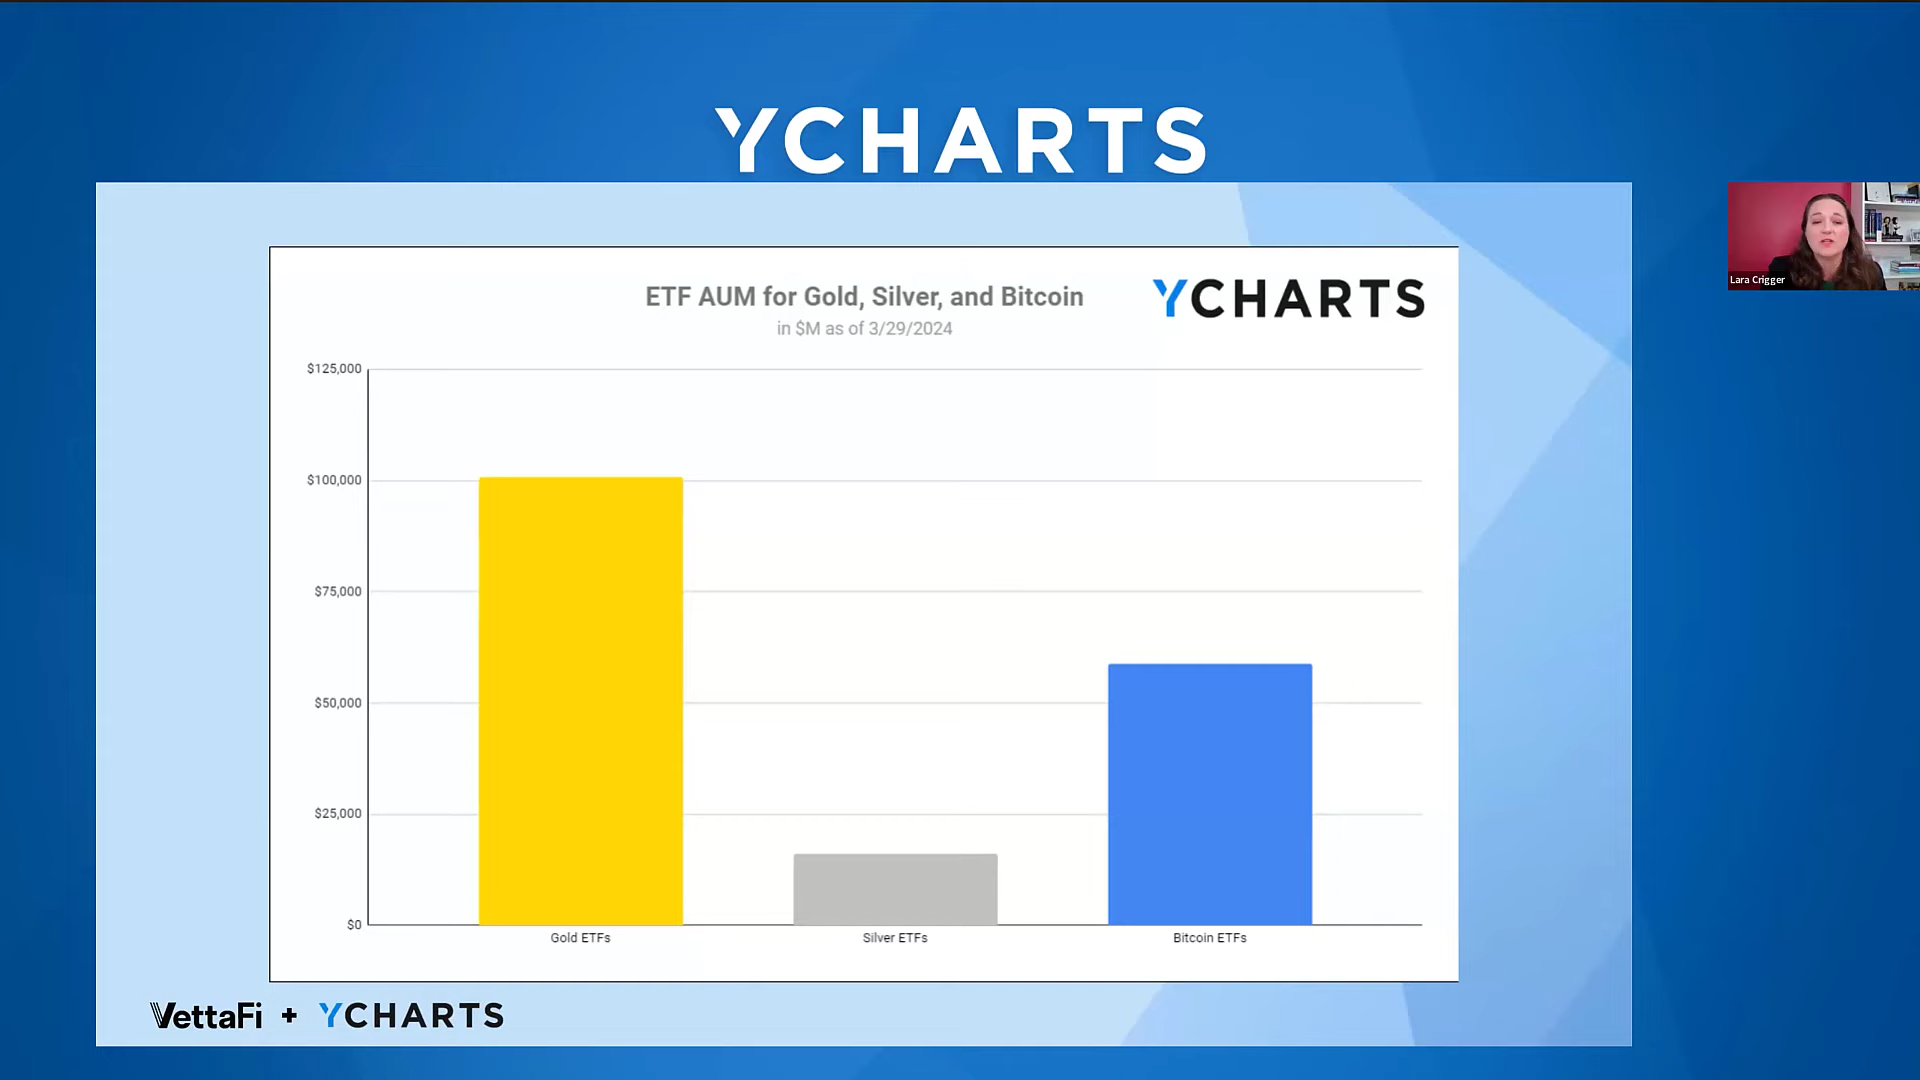 YCHARTS
ETF AUM for Gold, Silver, and Bitcoin
YCHARTS
in $M as of 3/29/2024
$125,000
$100,000
$75,000
$50,000
$25,000
$0
Gold ETFs
Silver ETFs
Bitcoin ETFs
VettaFi + YCHARTS
Lara Crigger